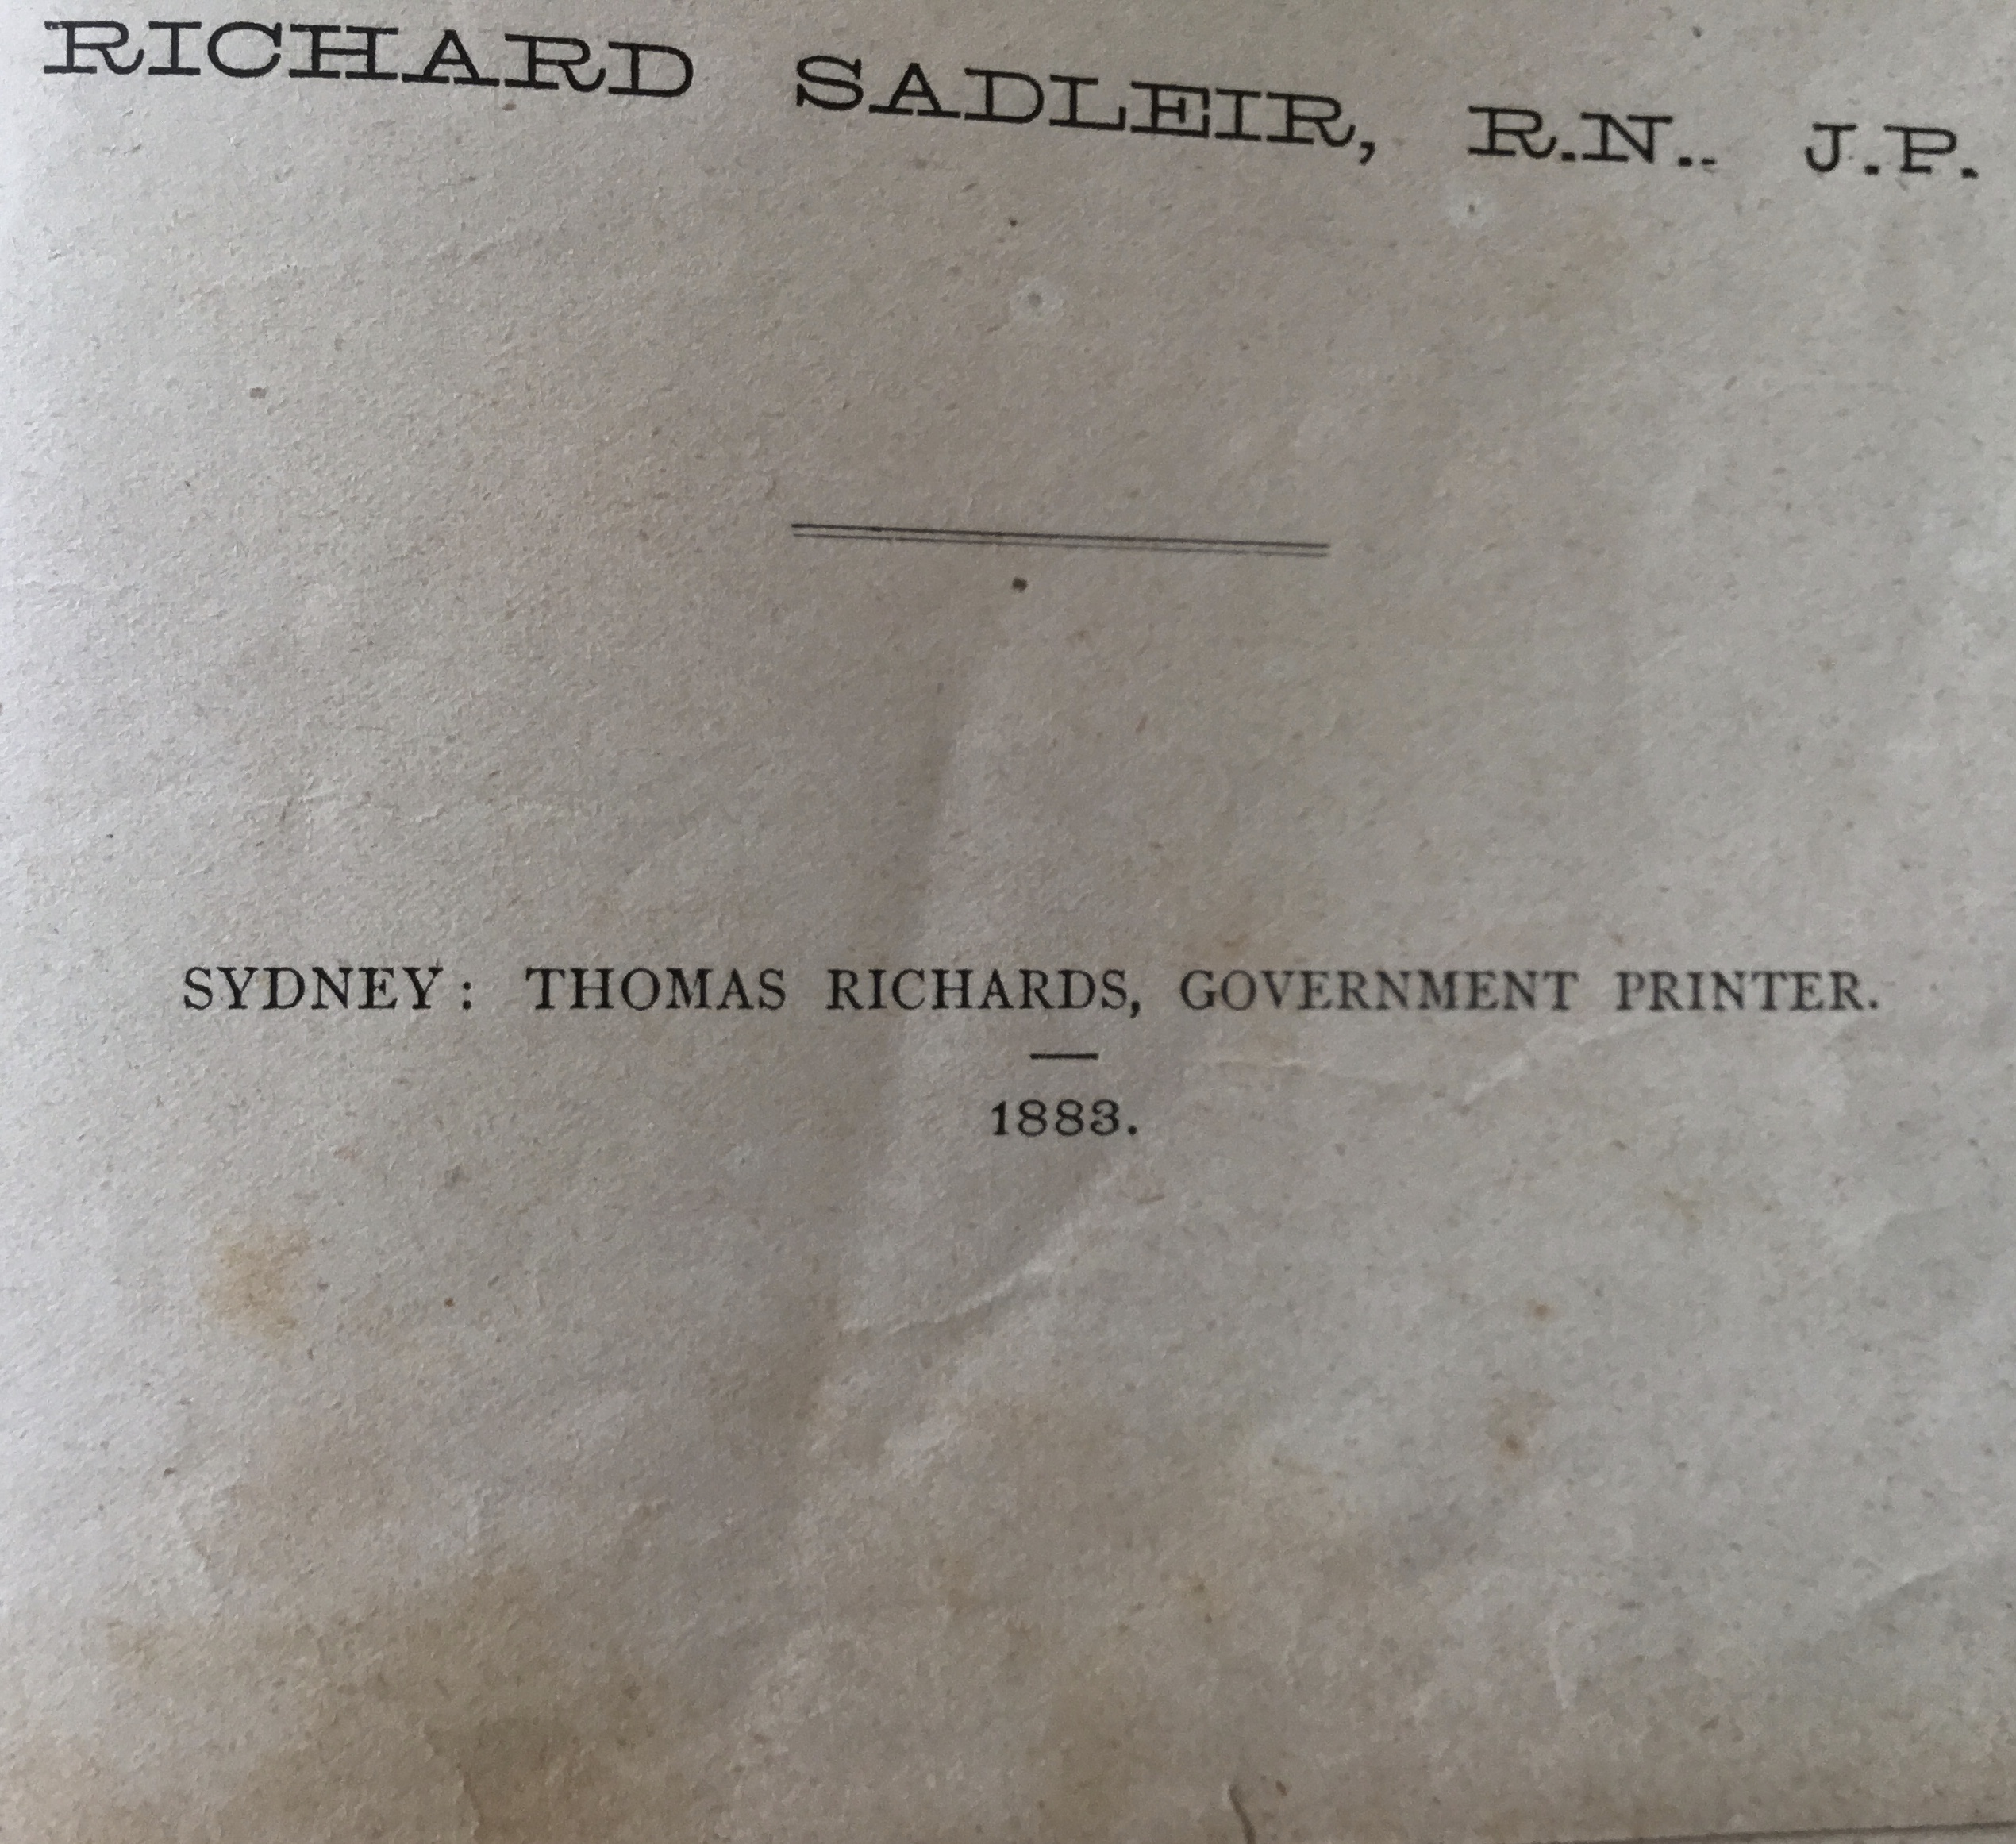 RICHARD SADLEIR, R.N.. J.P.
SYDNEY: THOMAS RICHARDS, GOVERNMENT PRINTER.
1883.